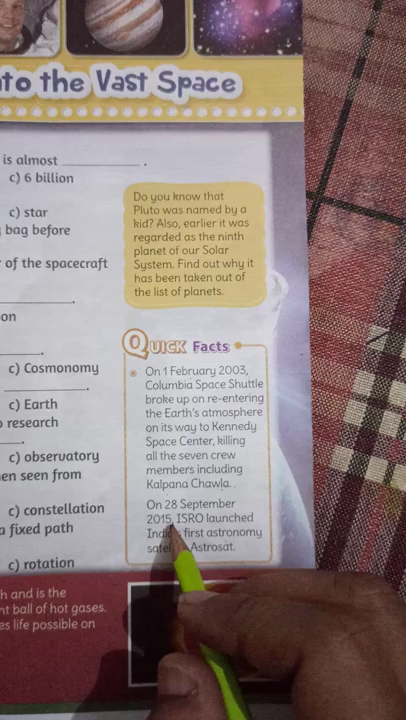 nto the Vast Space
is almost ____________ .
c) 6 billion
c) star
bag before
of the spacecraft
____________.
on
____________.
c) Cosmonomy
____________.
c) Earth
research
____.
c) observatory
en seen from
c) constellation
a fixed path
c) rotation
Do you know that
Pluto was named by a
kid? Also, earlier it was
regarded as the ninth
planet of our Solar
System. Find out why it
has been taken out of
the list of planets.
QUICK Facts
On 1 February 2003,
Columbia Space Shuttle
broke up on re-entering
the Earth's atmosphere
on its way to Kennedy
Space Center, killing
all the seven crew
members including
Kalpana Chawla.
On 28 September
2015, ISRO launched
first astronomy
Astrosat.
h and is the
nt ball of hot gases.
es life possible on